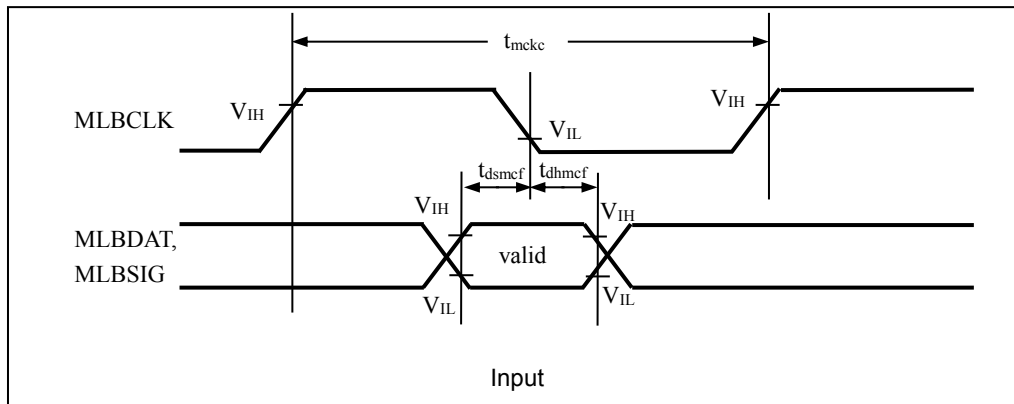 tmckc
MLBCLK
VIH
VIL
VIH
tdsmcf
tdhmcf
MLBDAT,
MLBSIG
VIH
VIH
valid
VIL
VIL
Input